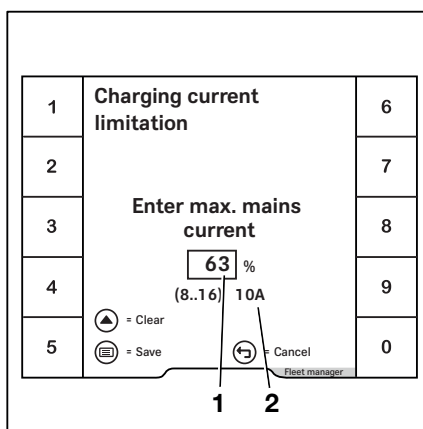 Charging current
limitation
1
2
3
4
5
6
7
8
9
0
Enter max. mains
current
63 %
(8..16) 10A
= Clear
= Save
= Cancel
Fleet manager
1 2